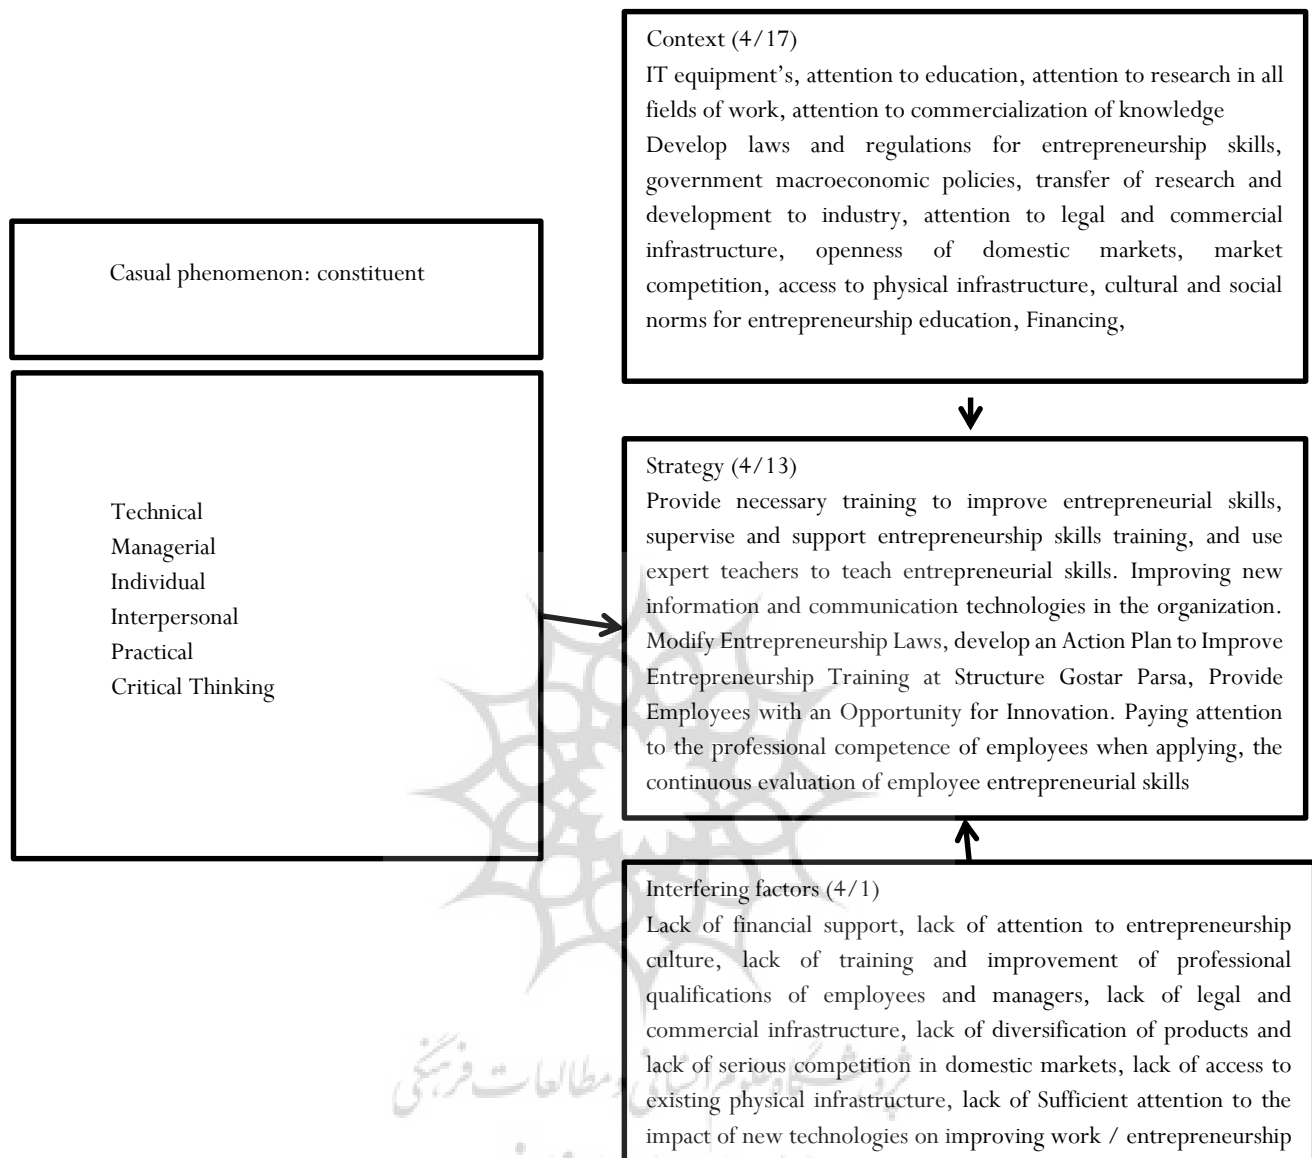 Context (4/17)
IT equipment's, attention to education, attention to research in all
fields of work, attention to commercialization of knowledge
Develop laws and regulations for entrepreneurship skills,
government macroeconomic policies, transfer of research and
development to industry, attention to legal and commercial
infrastructure, openness of domestic markets, market
competition, access to physical infrastructure, cultural and social
norms for entrepreneurship education, Financing,
Casual phenomenon: constituent
Technical
Managerial
Individual
Interpersonal
Practical
Critical Thinking
Strategy (4/13)
Provide necessary training to improve entrepreneurial skills,
supervise and support entrepreneurship skills training, and use
expert teachers to teach entrepreneurial skills. Improving new
information and communication technologies in the organization.
Modify Entrepreneurship Laws, develop an Action Plan to Improve
Entrepreneurship Training at Structure Gostar Parsa, Provide
Employees with an Opportunity for Innovation. Paying attention
to the professional competence of employees when applying, the
continuous evaluation of employee entrepreneurial skills
Interfering factors (4/1)
Lack of financial support, lack of attention to entrepreneurship
culture, lack of training and improvement of professional
qualifications of employees and managers, lack of legal and
commercial infrastructure, lack of diversification of products and
lack of serious competition in domestic markets, lack of access to
existing physical infrastructure, lack of Sufficient attention to the
impact of new technologies on improving work / entrepreneurship
پژوهشگاه علوم انسانی و مطالعات فرهنگی